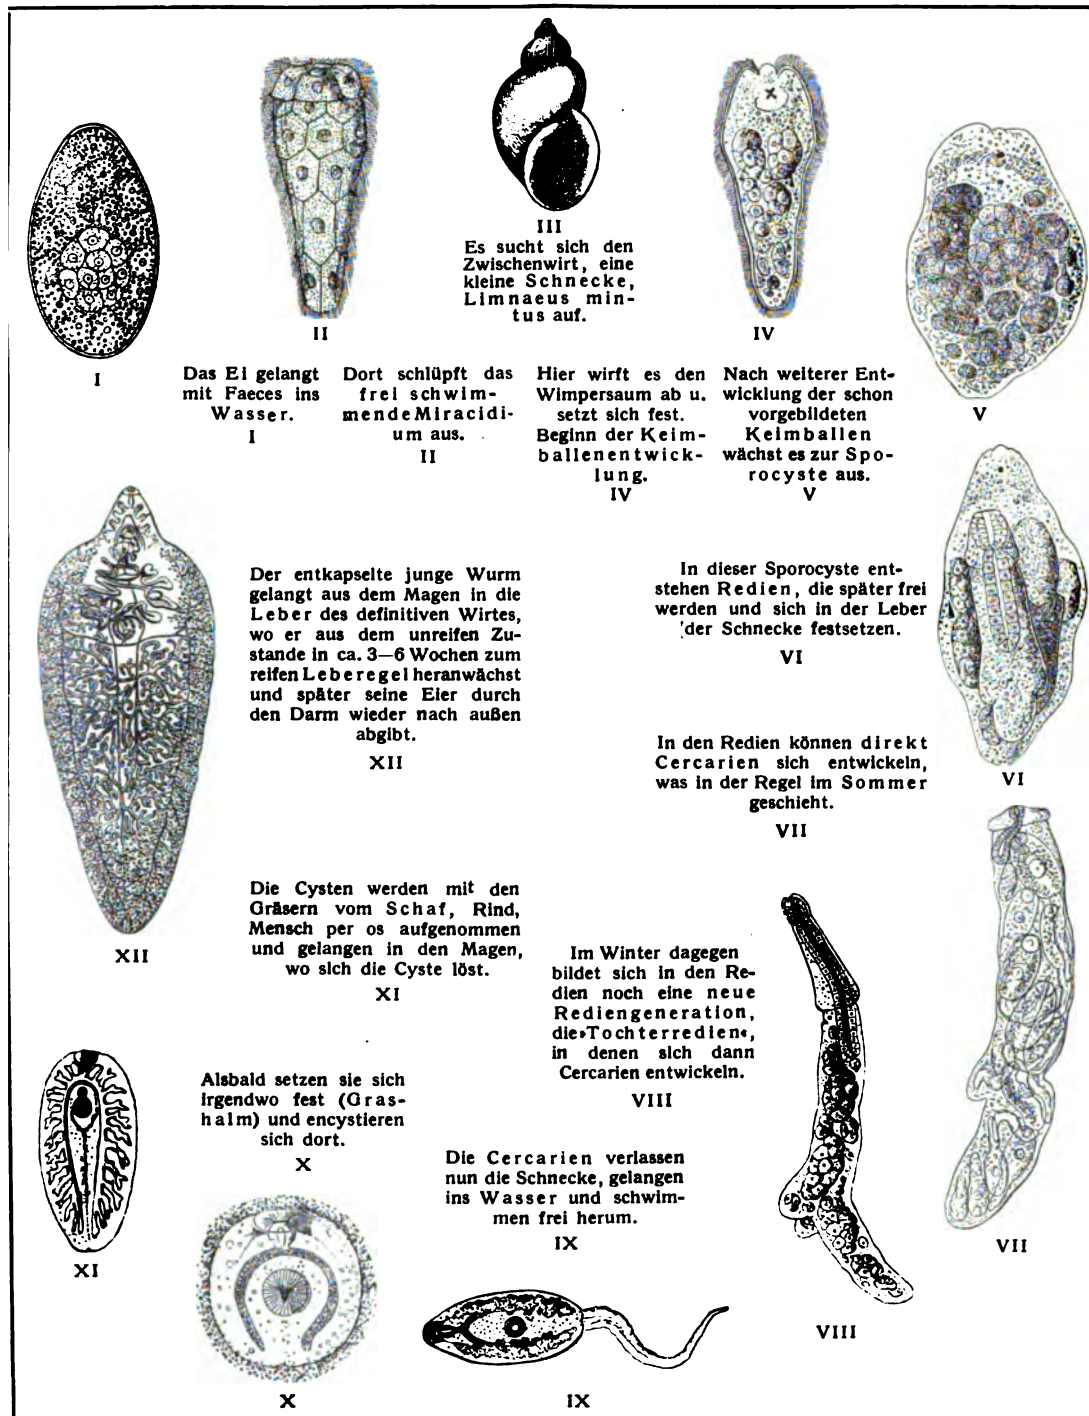 III
Es sucht sich den
Zwischenwirt, eine
kleine Schnecke,
Limnaeus min-
tus auf.
II
IV
I
V
Das Ei gelangt
mit Faeces ins
Wasser.
I
Dort schlüpft das
frei schwim-
mende Miracidi-
um aus.
II
Hier wirft es den
Wimpersaum ab u.
setzt sich fest.
Beginn der Keim-
ballenentwick-
lung.
IV
Nach weiterer Ent-
wicklung der schon
vorgebildeten
Keimballen
wächst es zur Spo-
rocyste aus.
V
In dieser Sporocyste ent-
stehen Redien, die später frei
werden und sich in der Leber
der Schnecke festsetzen.
VI
VI
In den Redien können direkt
Cercarien sich entwickeln,
was in der Regel im Sommer
geschieht.
VII
VII
Im Winter dagegen
bildet sich in den Re-
dien noch eine neue
Rediengeneration,
die »Tochterredien«,
in denen sich dann
Cercarien entwickeln.
VIII
VIII
Die Cercarien verlassen
nun die Schnecke, gelangen
ins Wasser und schwim-
men frei herum.
IX
IX
Alsbald setzen sie sich
irgendwo fest (Gras-
halm) und encystieren
sich dort.
X
X
Die Cysten werden mit den
Gräsern vom Schaf, Rind,
Mensch per os aufgenommen
und gelangen in den Magen,
wo sich die Cyste löst.
XI
XI
Der entkapselte junge Wurm
gelangt aus dem Magen in die
Leber des definitiven Wirtes,
wo er aus dem unreifen Zu-
stande in ca. 3—6 Wochen zum
reifen Leberegel heranwächst
und später seine Eier durch
den Darm wieder nach außen
abgibt.
XII
XII